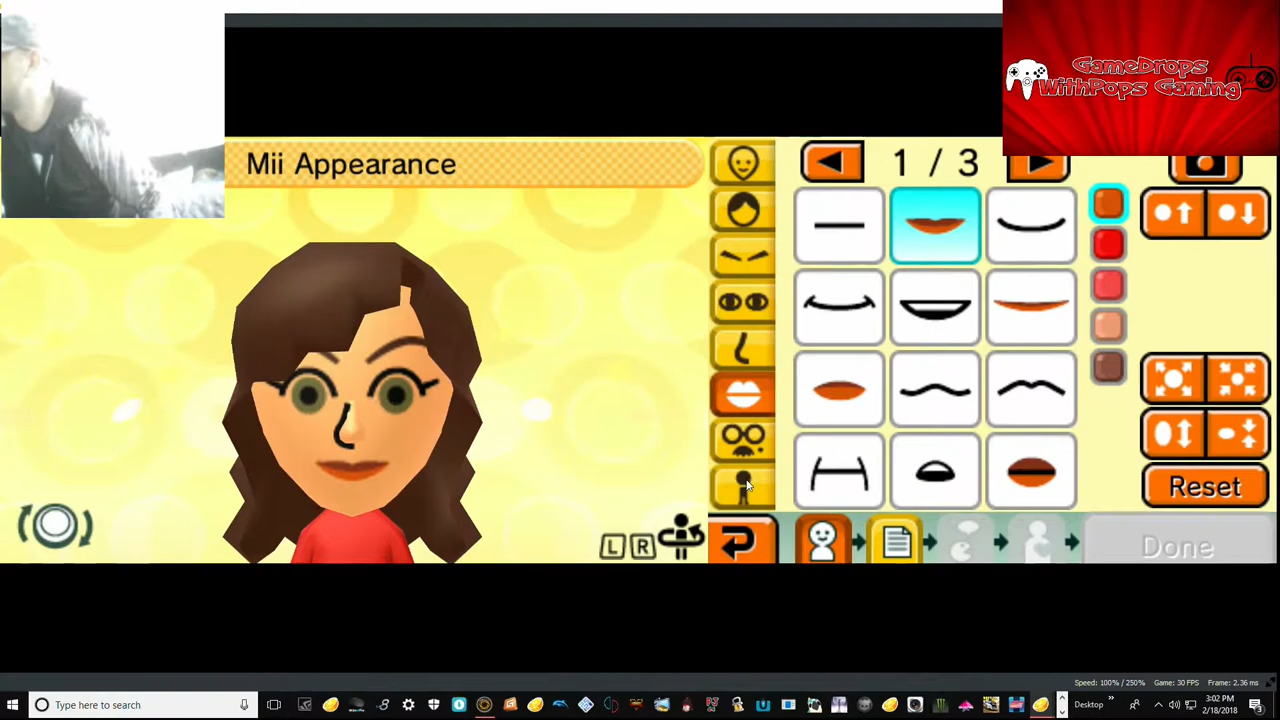 GameDrops
WithPops Gaming
Mii Appearance
1 / 3
Reset
L R
Done
Speed: 100% / 250% Game: 30 FPS Frame: 2.36 ms
Type here to search
Desktop
3:02 PM
2/18/2018